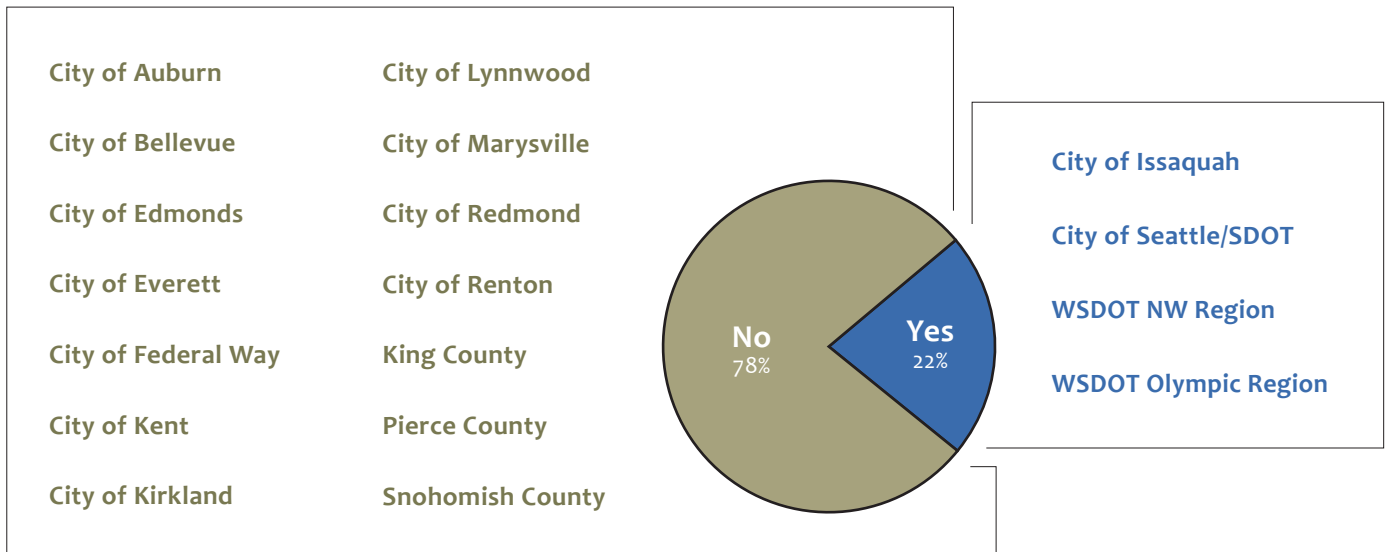 City of Auburn
City of Bellevue
City of Edmonds
City of Everett
City of Federal Way
City of Kent
City of Kirkland
City of Lynnwood
City of Marysville
City of Redmond
City of Renton
King County
Pierce County
Snohomish County
No
78%
Yes
22%
City of Issaquah
City of Seattle/SDOT
WSDOT NW Region
WSDOT Olympic Region